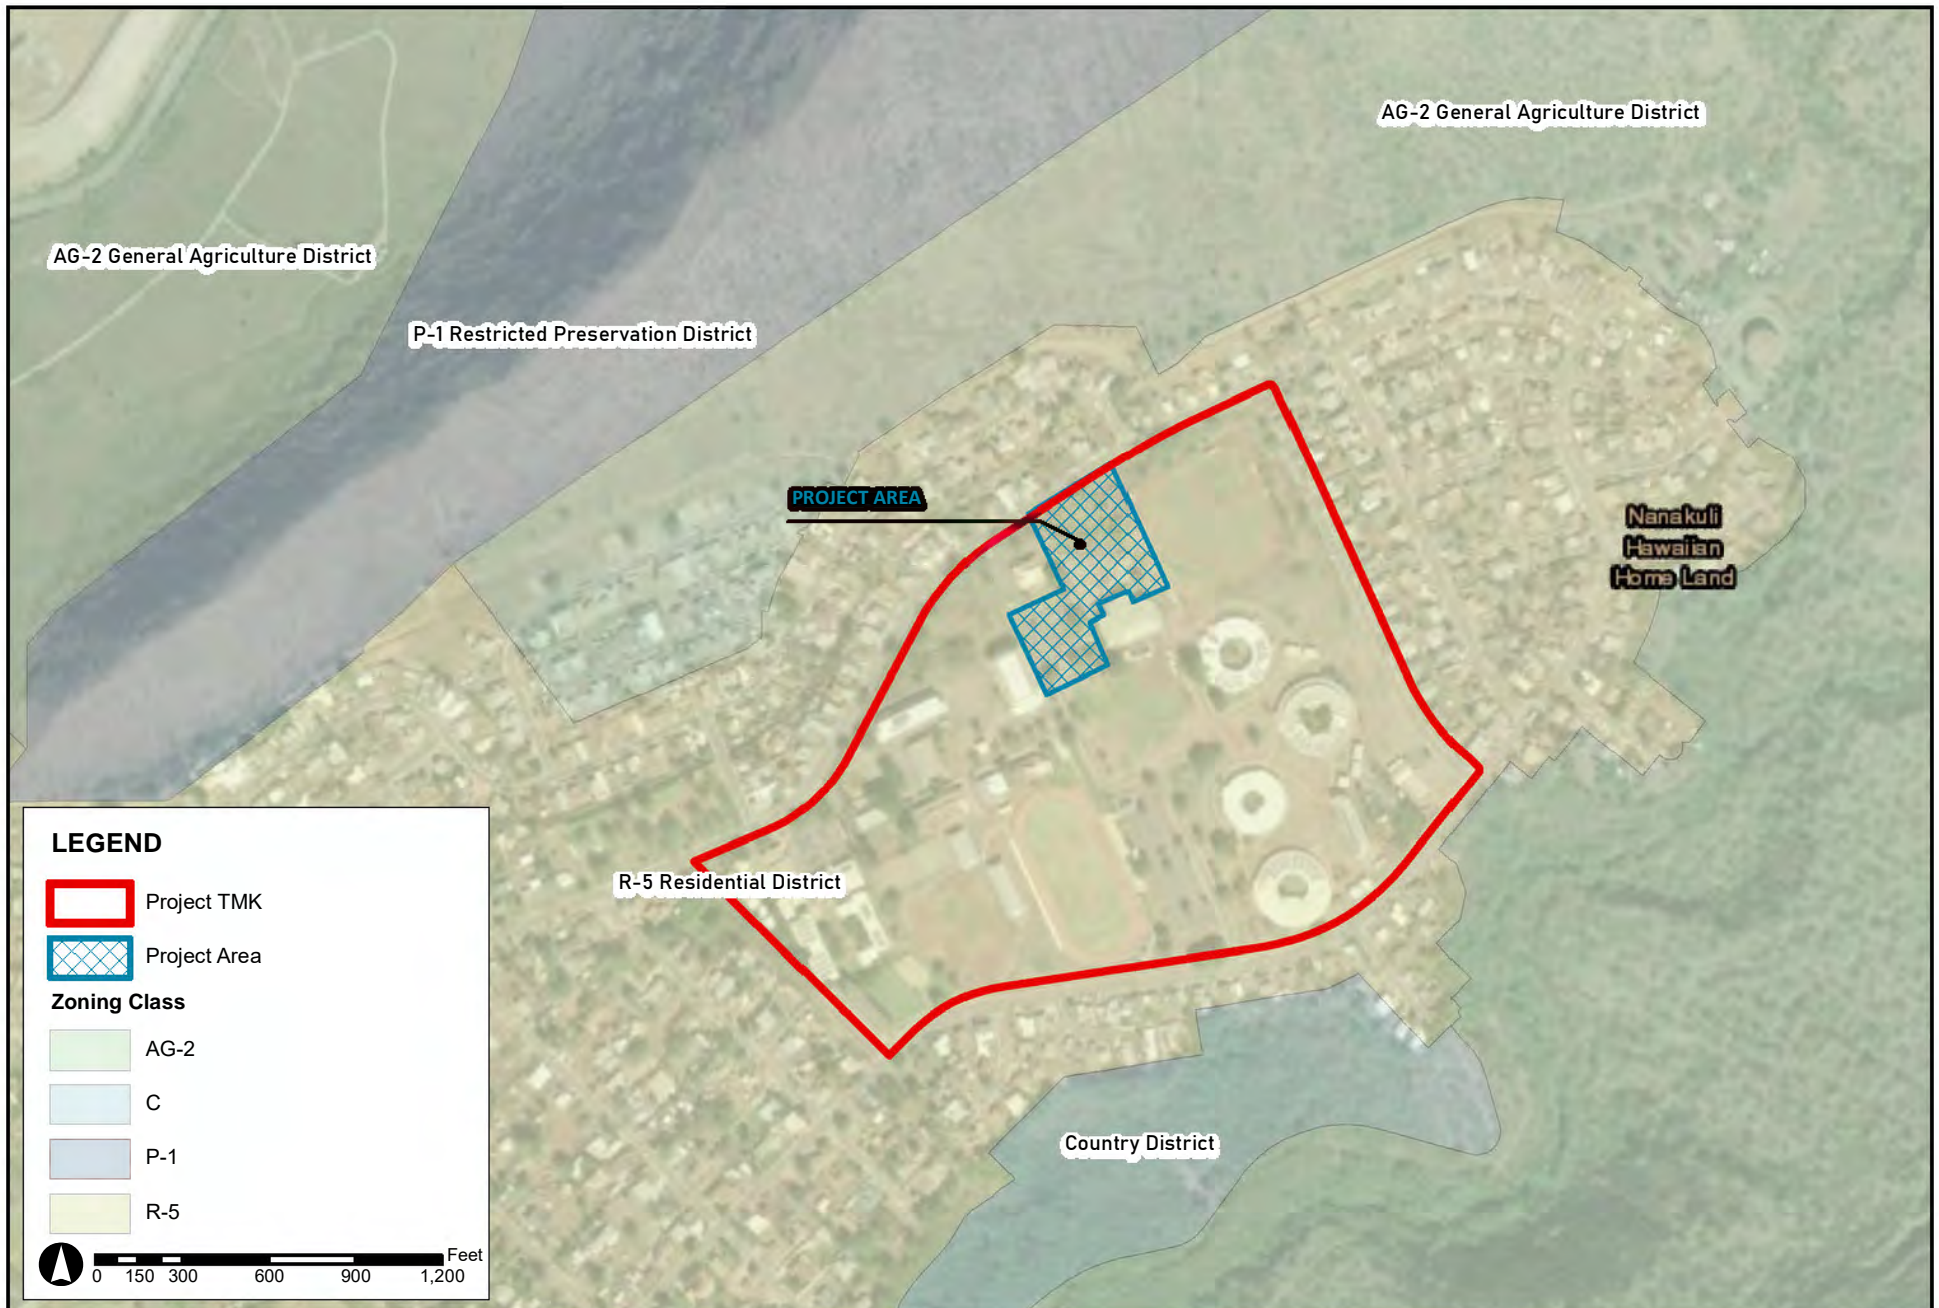 AG-2 General Agriculture District
AG-2 General Agriculture District
P-1 Restricted Preservation District
PROJECT AREA
Nanakuli
Hawaiian
Home Land
R-5 Residential District
Country District
LEGEND
Project TMK
Project Area
Zoning Class
AG-2
C
P-1
R-5
Feet
0 150 300 600 900 1,200